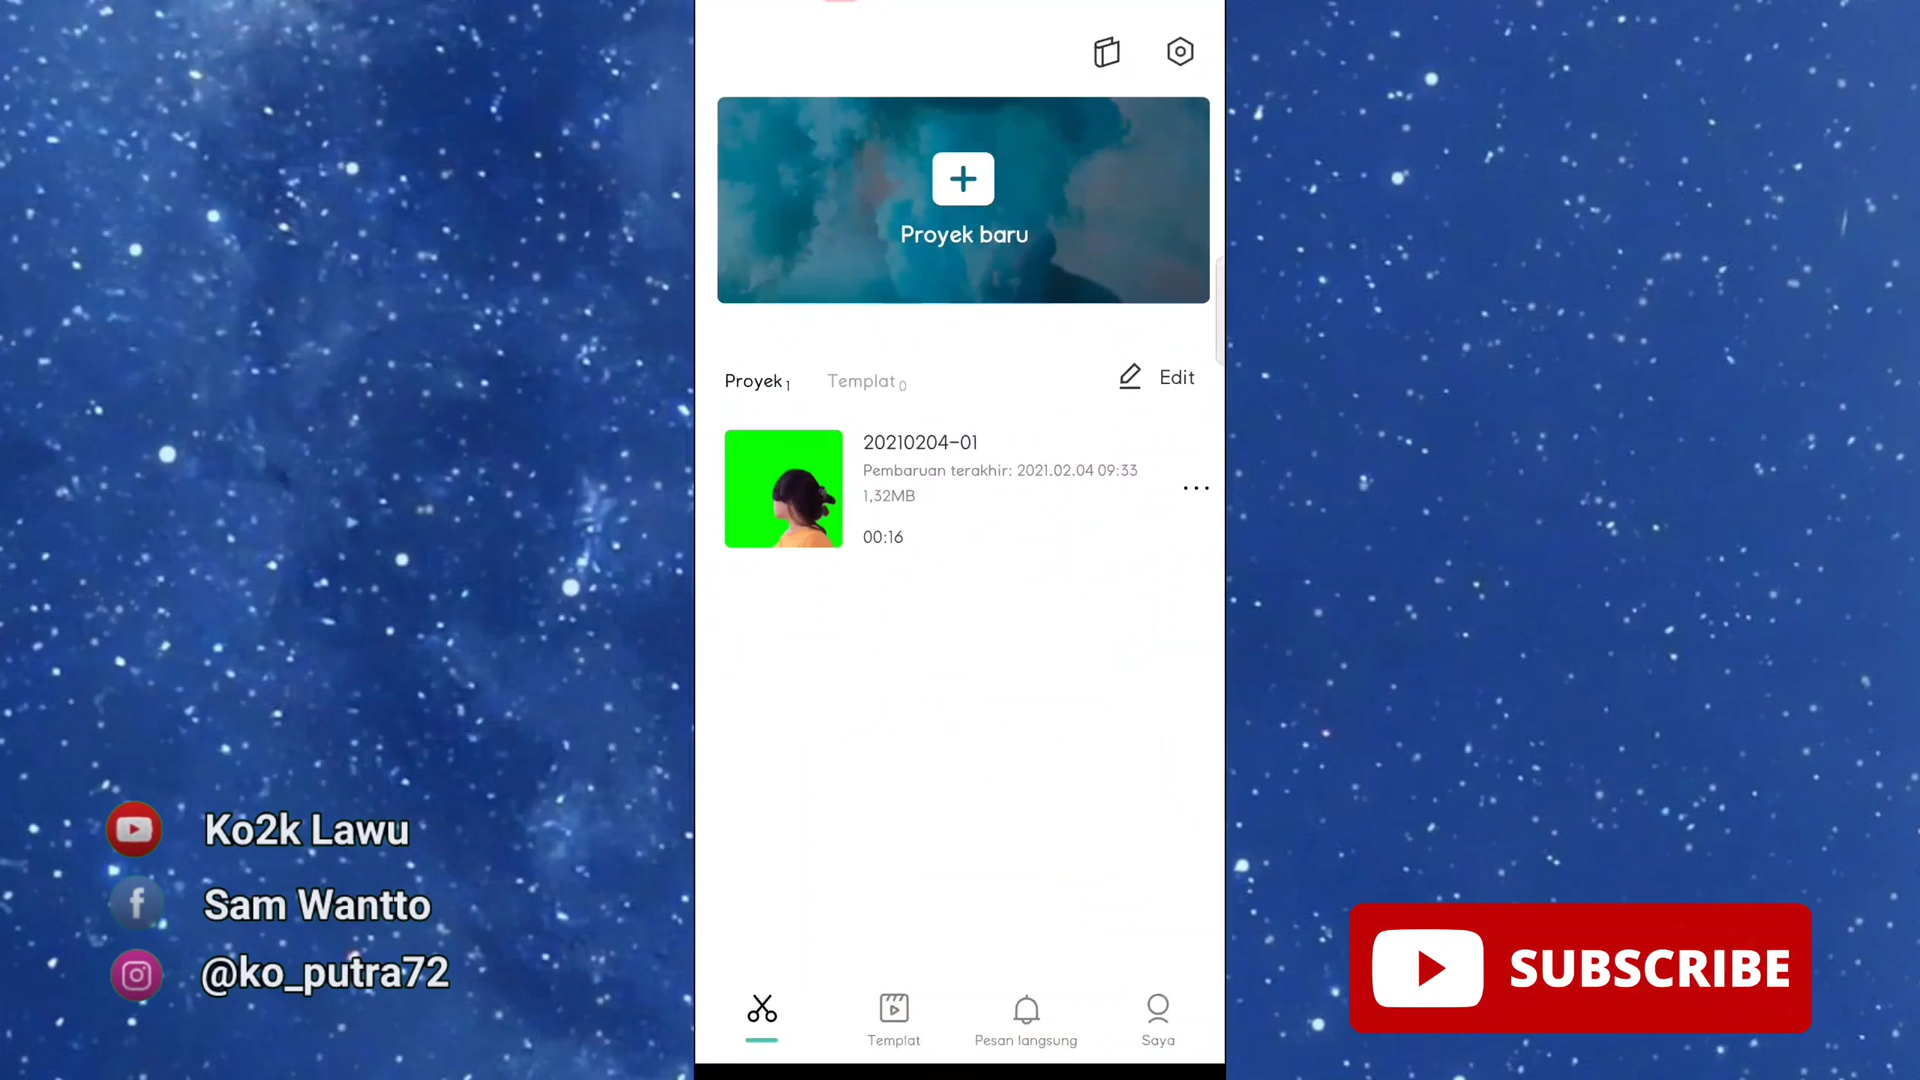 Proyek baru
Proyek 1
Templat 0
Edit
20210204-01
Pembaruan terakhir: 2021.02.04 09:33
1,32MB
00:16
Ko2k Lawu
Sam Wantto
@ko_putra72
SUBSCRIBE
Templat
Pesan langsung
Saya